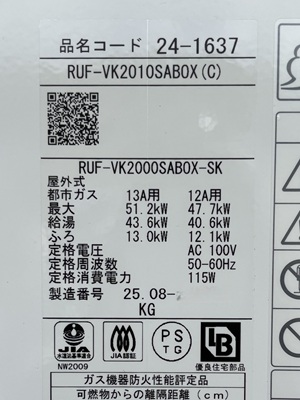 品名コード 24-1637
RUF-VK2010SABOX(C)
RUF-VK2000SABOX-SK
屋外式
都市ガス 13A用 12A用
最大 51.2kW 47.7kW
給湯 43.6kW 40.6kW
ふろ 13.0kW 12.1kW
定格電圧 AC 100V
定格周波数 50-60Hz
定格消費電力 115W
製造番号 25.08-
KG
JIA JIA認証 PS TG LB
NW2009 優良住宅部品
ガス機器防火性能評定品
可燃物からの離隔距離(cm)